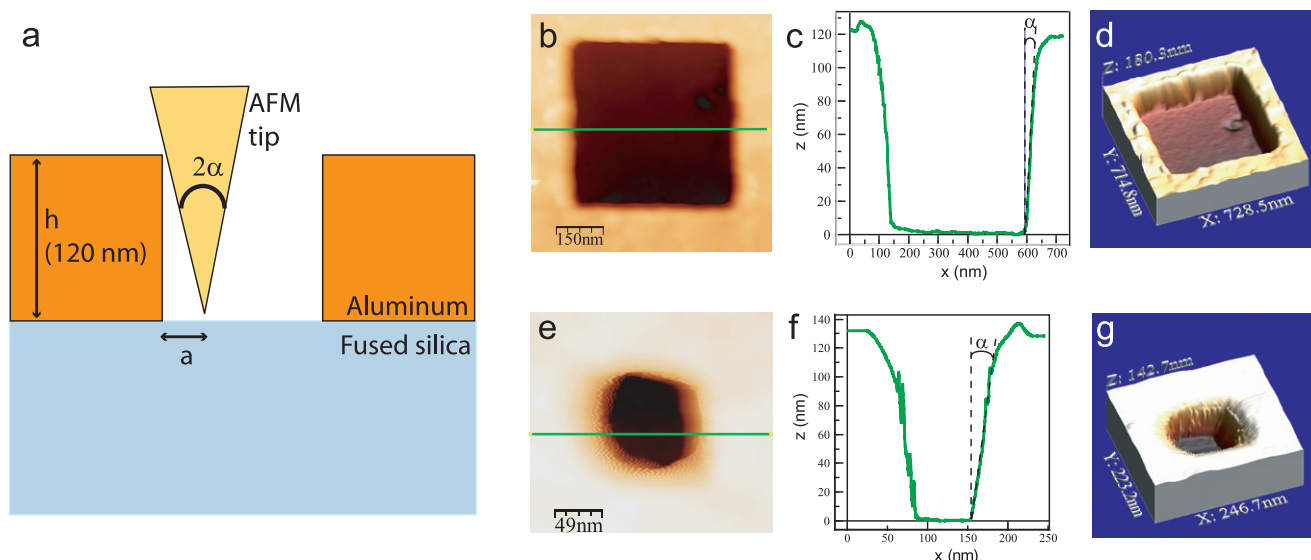 a
AFM
tip
2α
h
(120 nm)
Aluminum
Fused silica
a
b
150nm
c
α
120
100
80
60
40
20
0
z (nm)
0 100 200 300 400 500 600 700
x (nm)
d
Z: 180.3nm
Y: 714.8nm
X: 728.5nm
e
49nm
f
α
140
120
100
80
60
40
20
0
z (nm)
0 50 100 150 200 250
x (nm)
g
Z: 142.7nm
Y: 223.2nm
X: 246.7nm